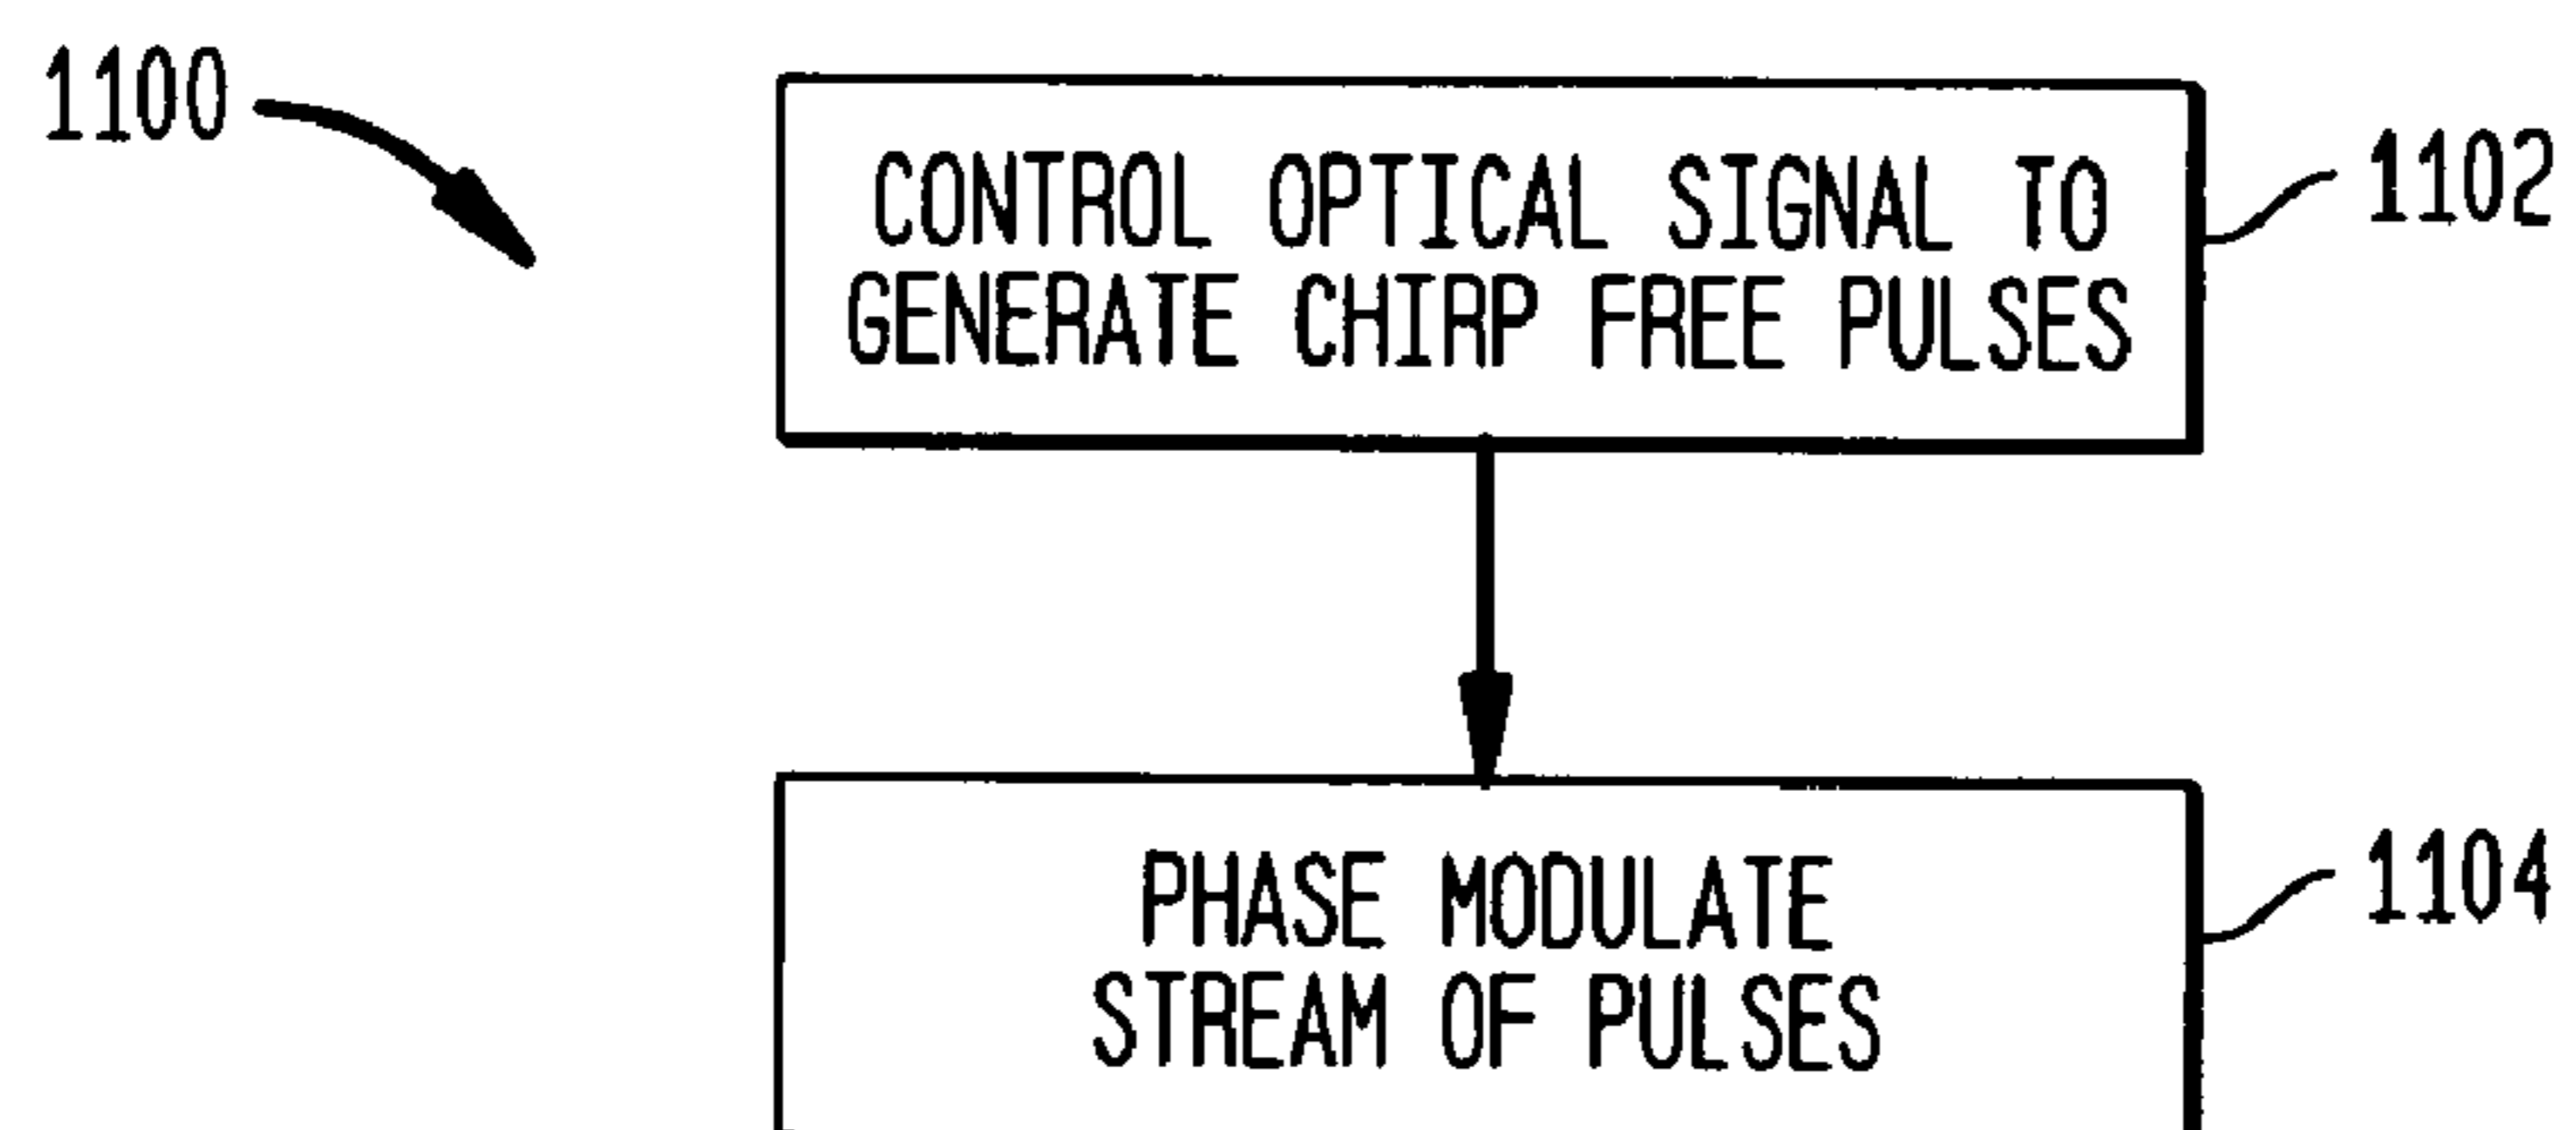 1100
CONTROL OPTICAL SIGNAL TO
GENERATE CHIRP FREE PULSES
1102
PHASE MODULATE
STREAM OF PULSES
1104